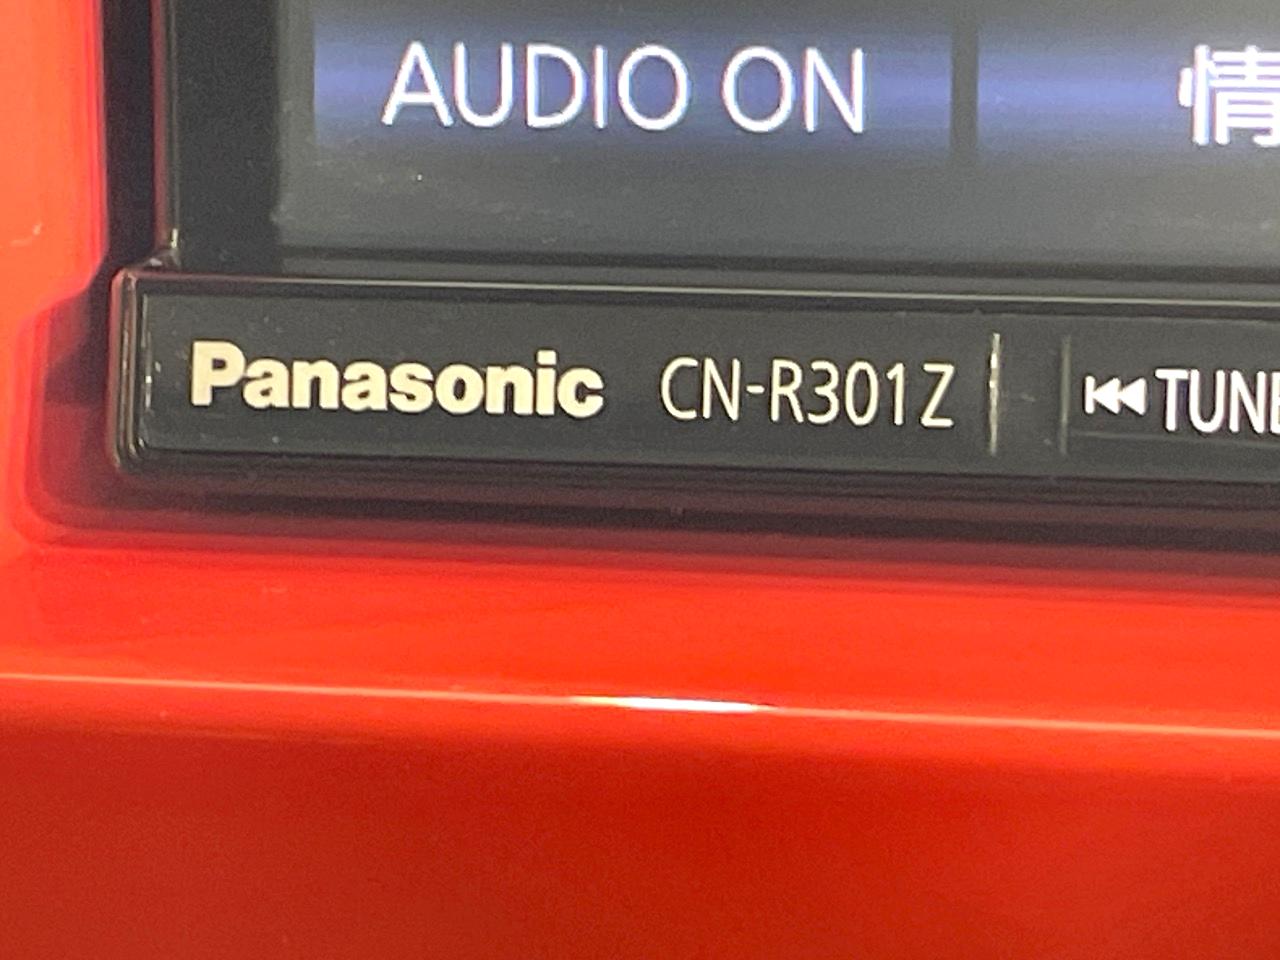 AUDIO ON 情
Panasonic CN-R301Z ⏮TUNE